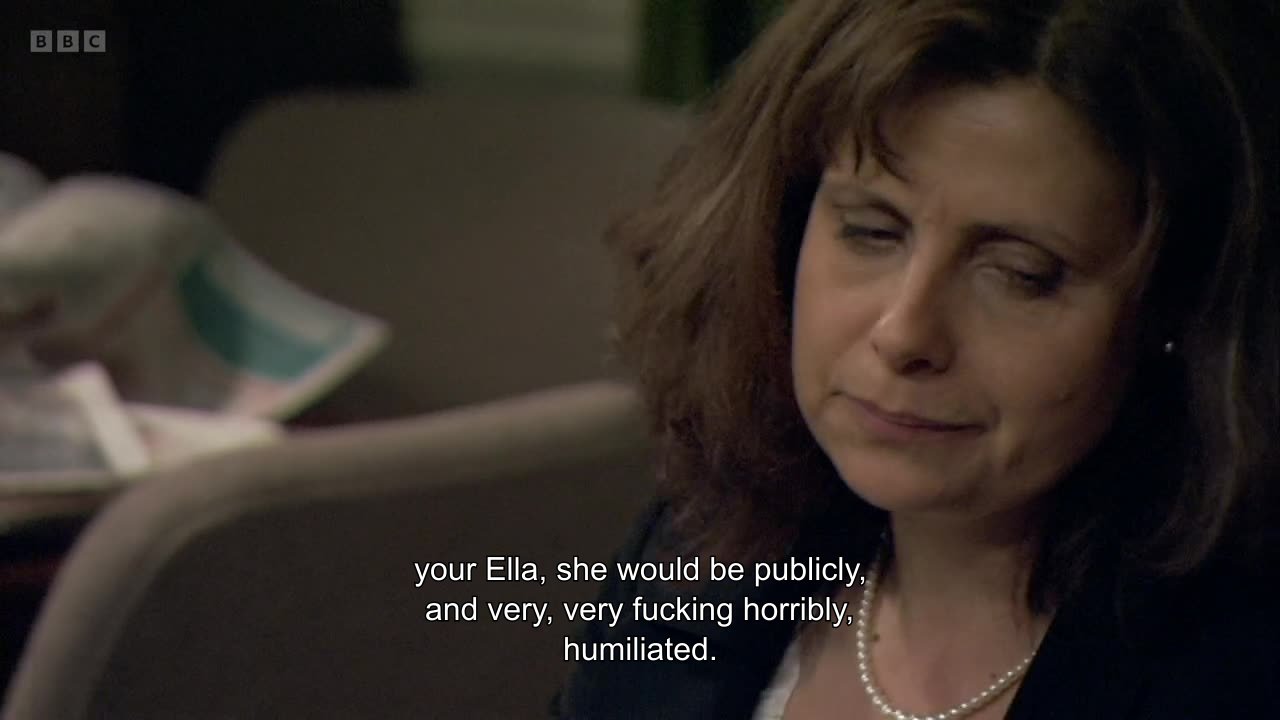 BBC
your Ella, she would be publicly,
and very, very fucking horribly,
humiliated.